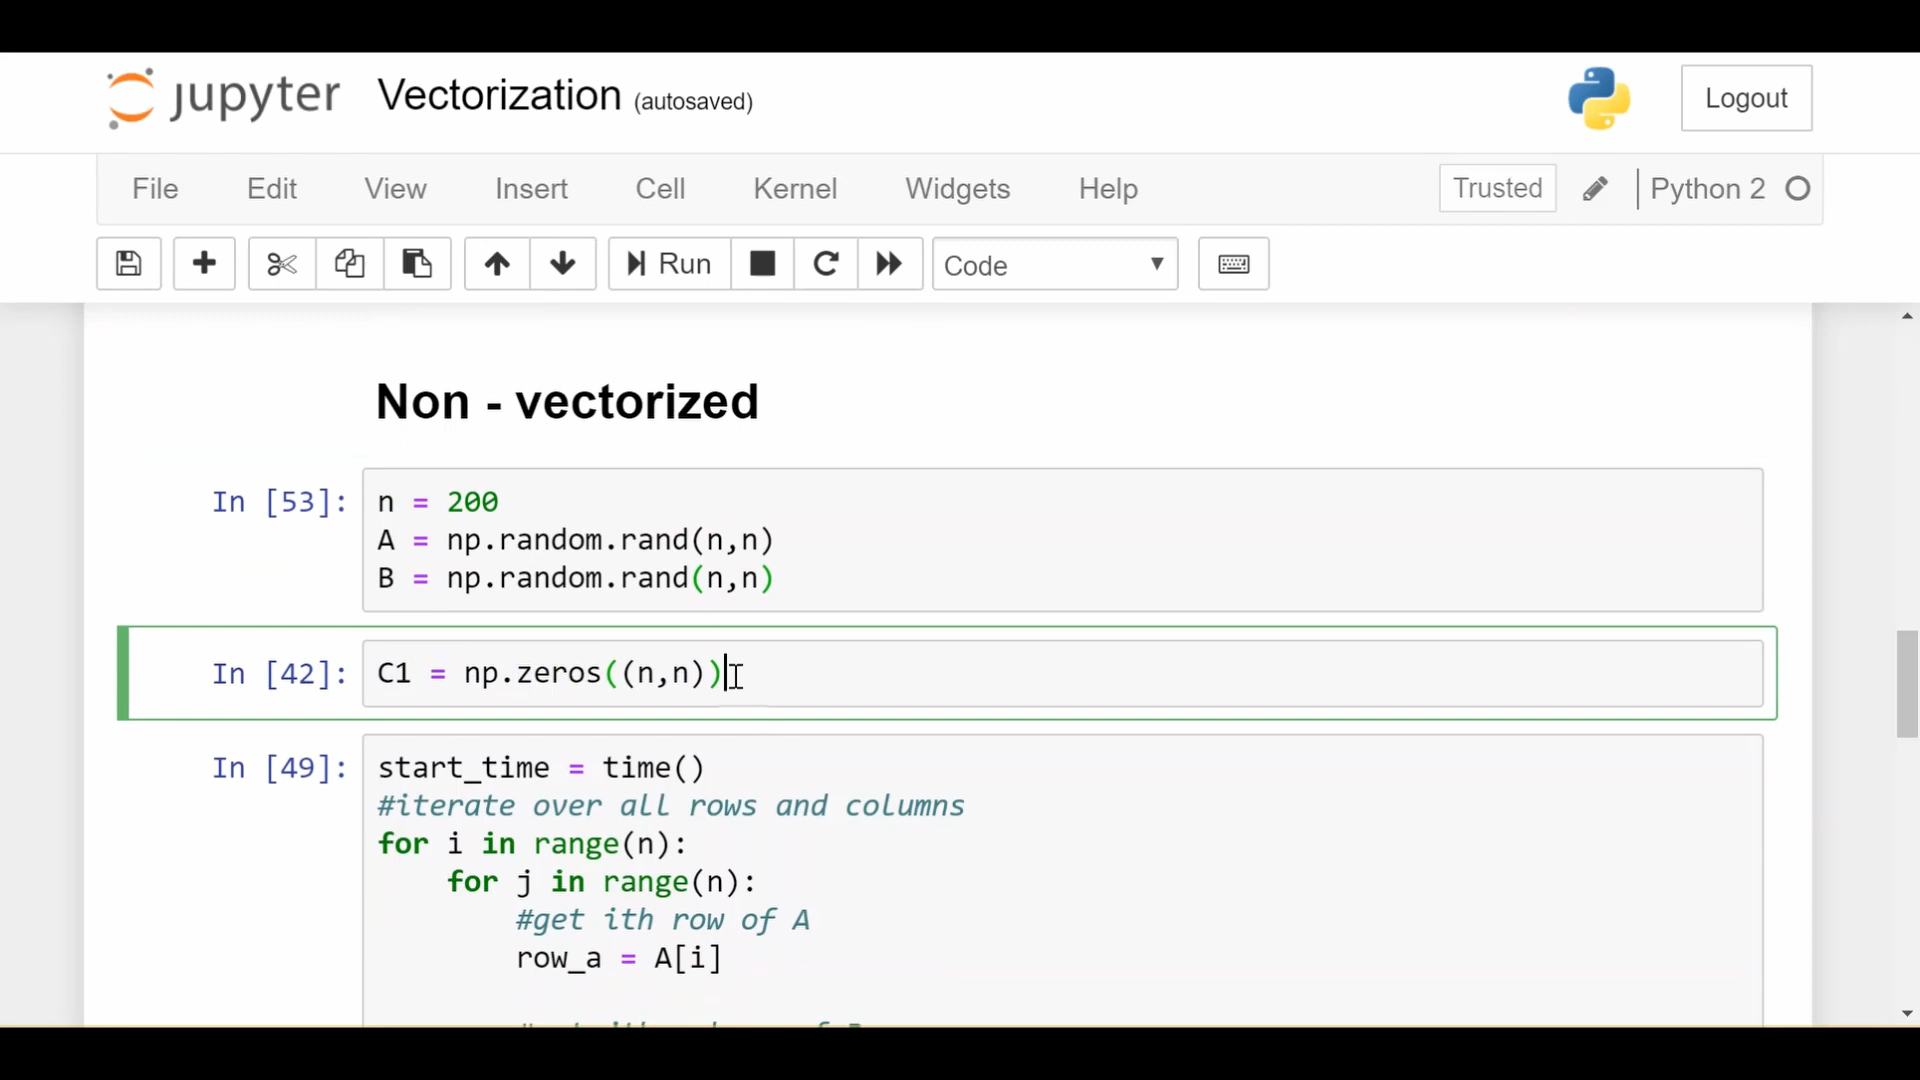 jupyter Vectorization (autosaved) Logout
File Edit View Insert Cell Kernel Widgets Help Trusted Python 2
Run Code
Non - vectorized
In [53]: n = 200
A = np.random.rand(n,n)
B = np.random.rand(n,n)
In [42]: C1 = np.zeros((n,n))
In [49]: start_time = time()
#iterate over all rows and columns
for i in range(n):
for j in range(n):
#get ith row of A
row_a = A[i]